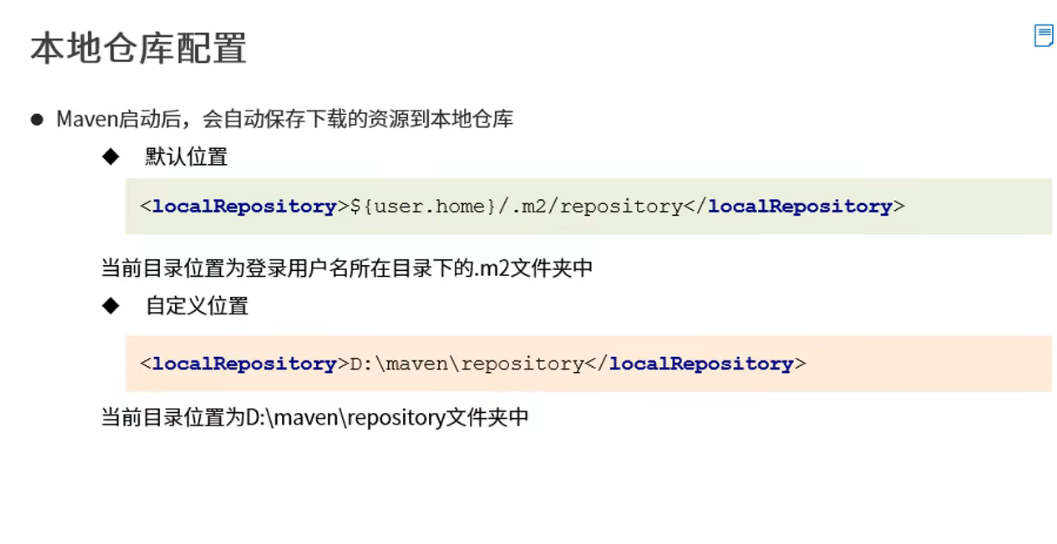 本地仓库配置
● Maven启动后，会自动保存下载的资源到本地仓库
◆ 默认位置
<localRepository>${user.home}/.m2/repository</localRepository>
当前目录位置为登录用户名所在目录下的.m2文件夹中
◆ 自定义位置
<localRepository>D:\maven\repository</localRepository>
当前目录位置为D:\maven\repository文件夹中